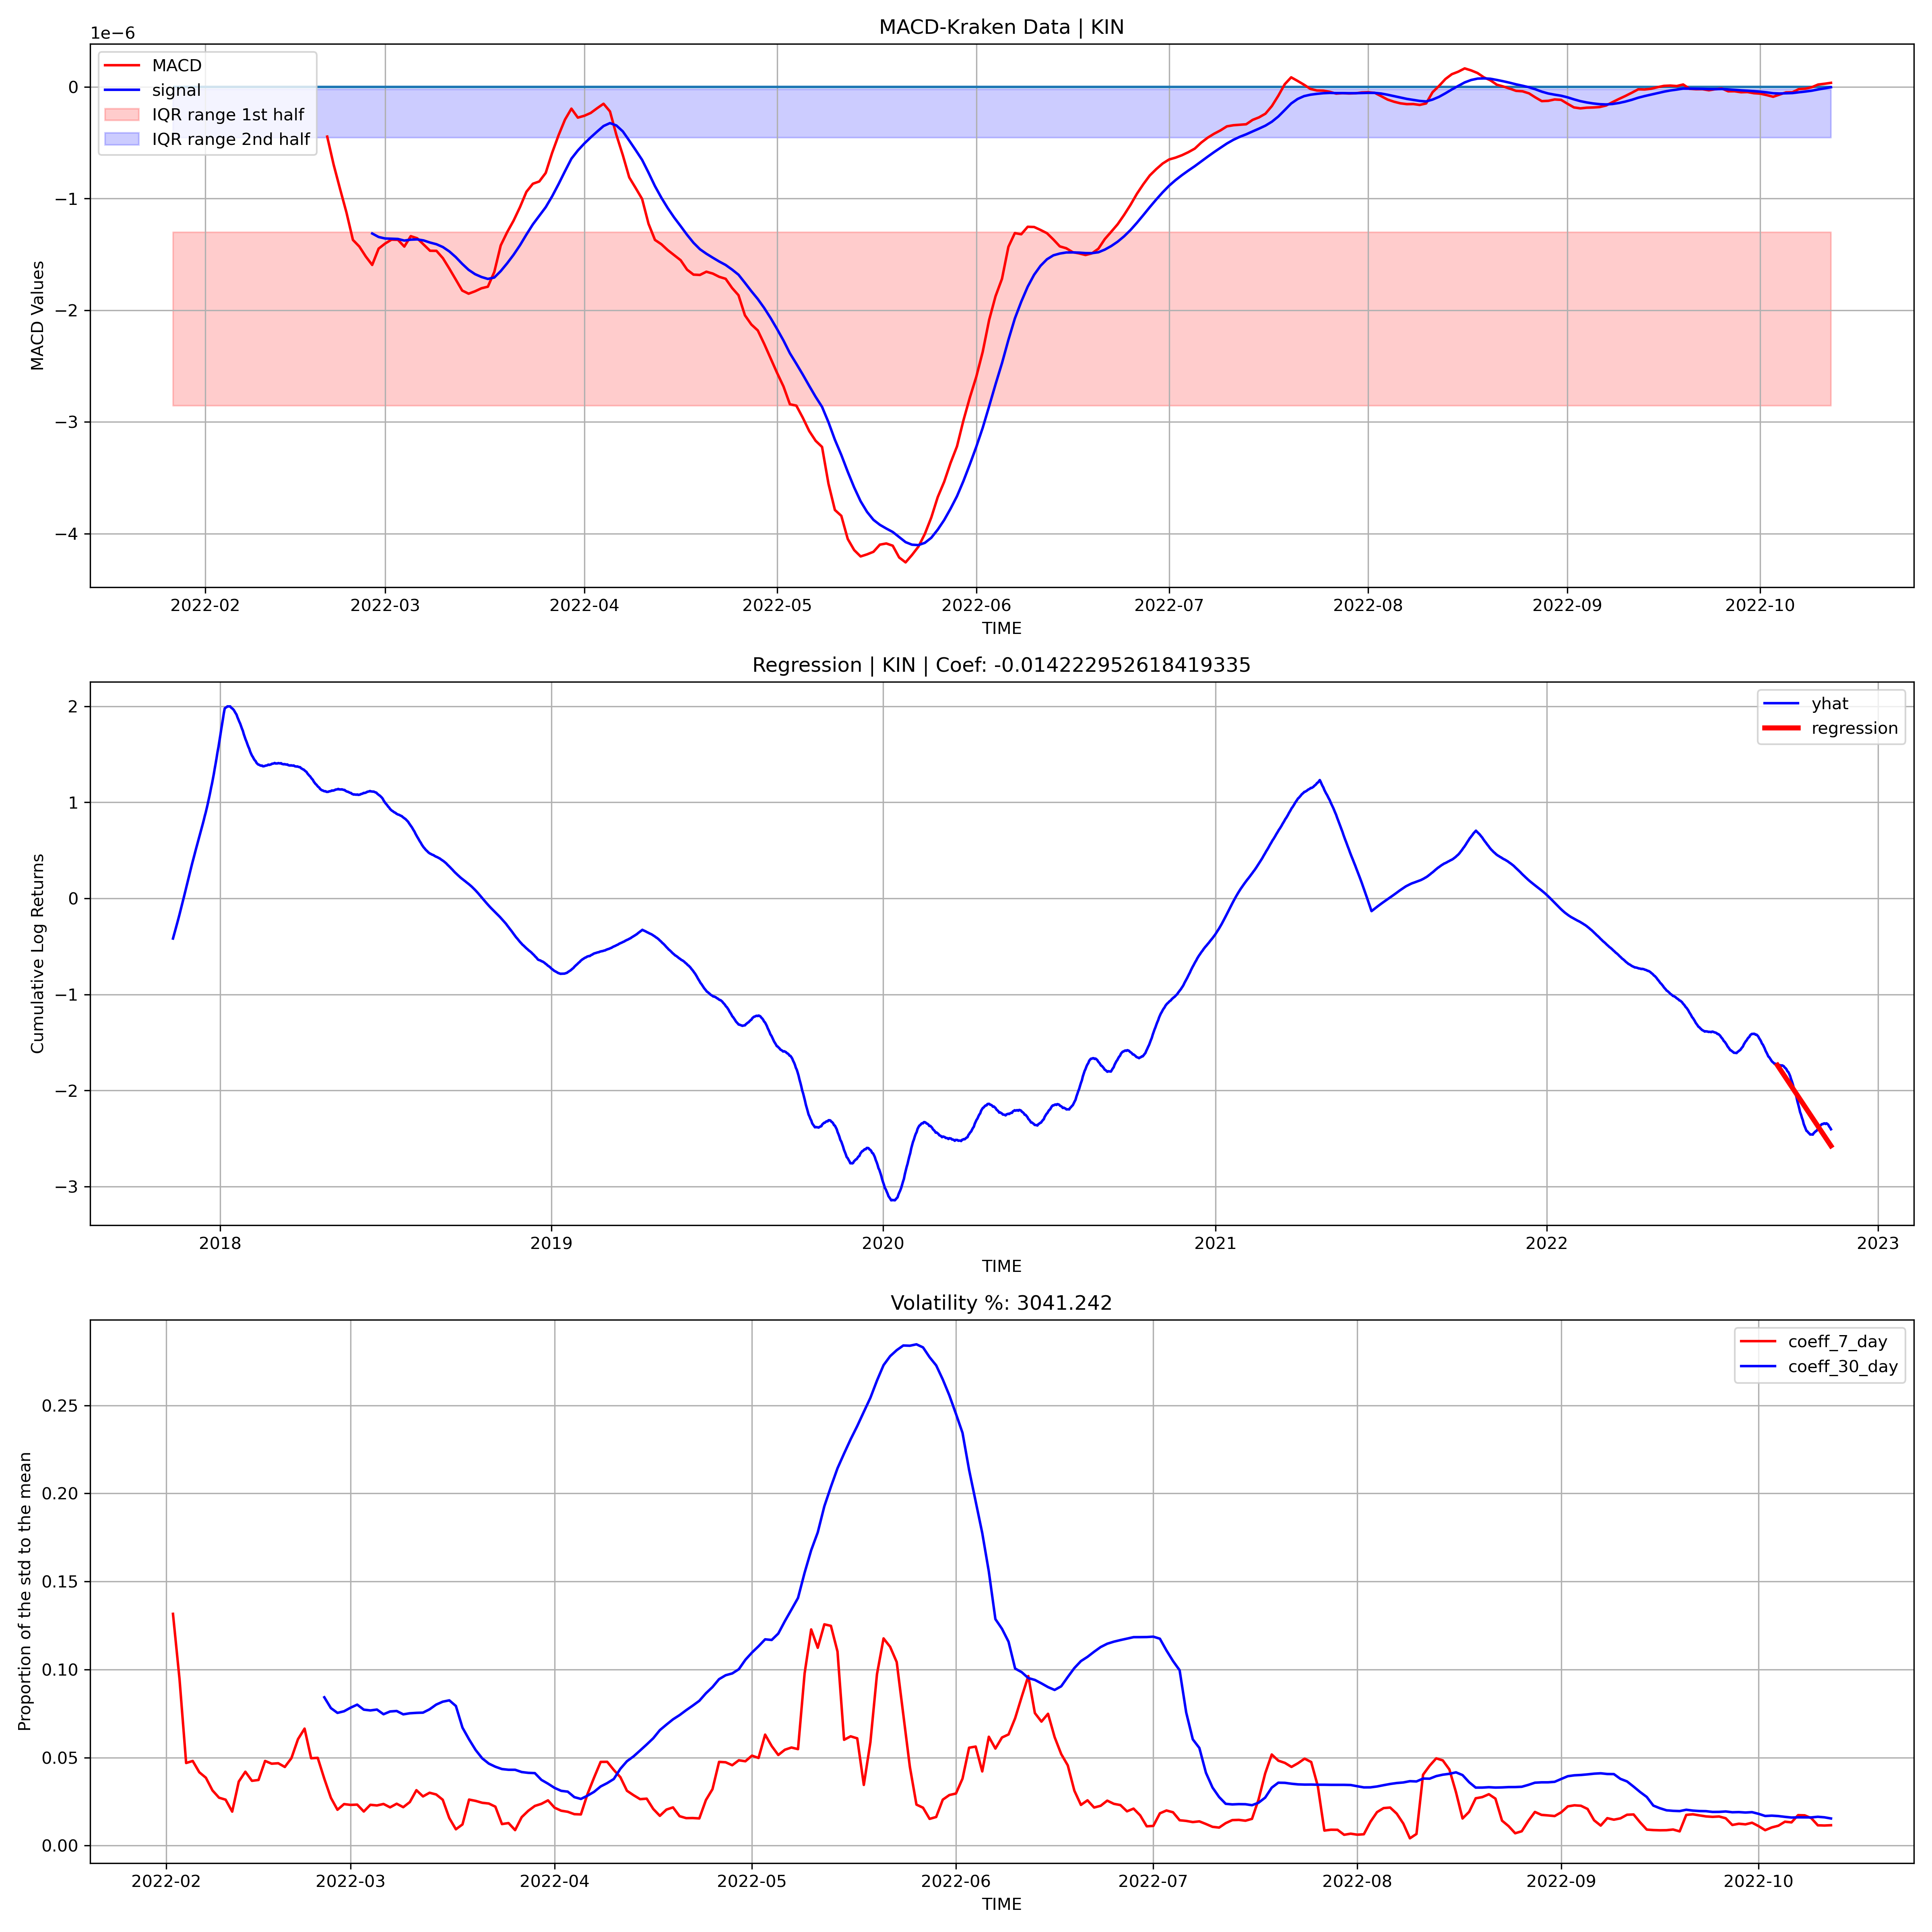 MACD-Kraken Data | KIN
1e−6
MACD
signal
IQR range 1st half
IQR range 2nd half
0
−1
−2
−3
−4
MACD Values
2022-02 2022-03 2022-04 2022-05 2022-06 2022-07 2022-08 2022-09 2022-10
TIME
Regression | KIN | Coef: -0.014222952618419335
yhat
regression
2
1
0
−1
−2
−3
Cumulative Log Returns
2018 2019 2020 2021 2022 2023
TIME
Volatility %: 3041.242
coeff_7_day
coeff_30_day
0.25
0.20
0.15
0.10
0.05
0.00
Proportion of the std to the mean
2022-02 2022-03 2022-04 2022-05 2022-06 2022-07 2022-08 2022-09 2022-10
TIME